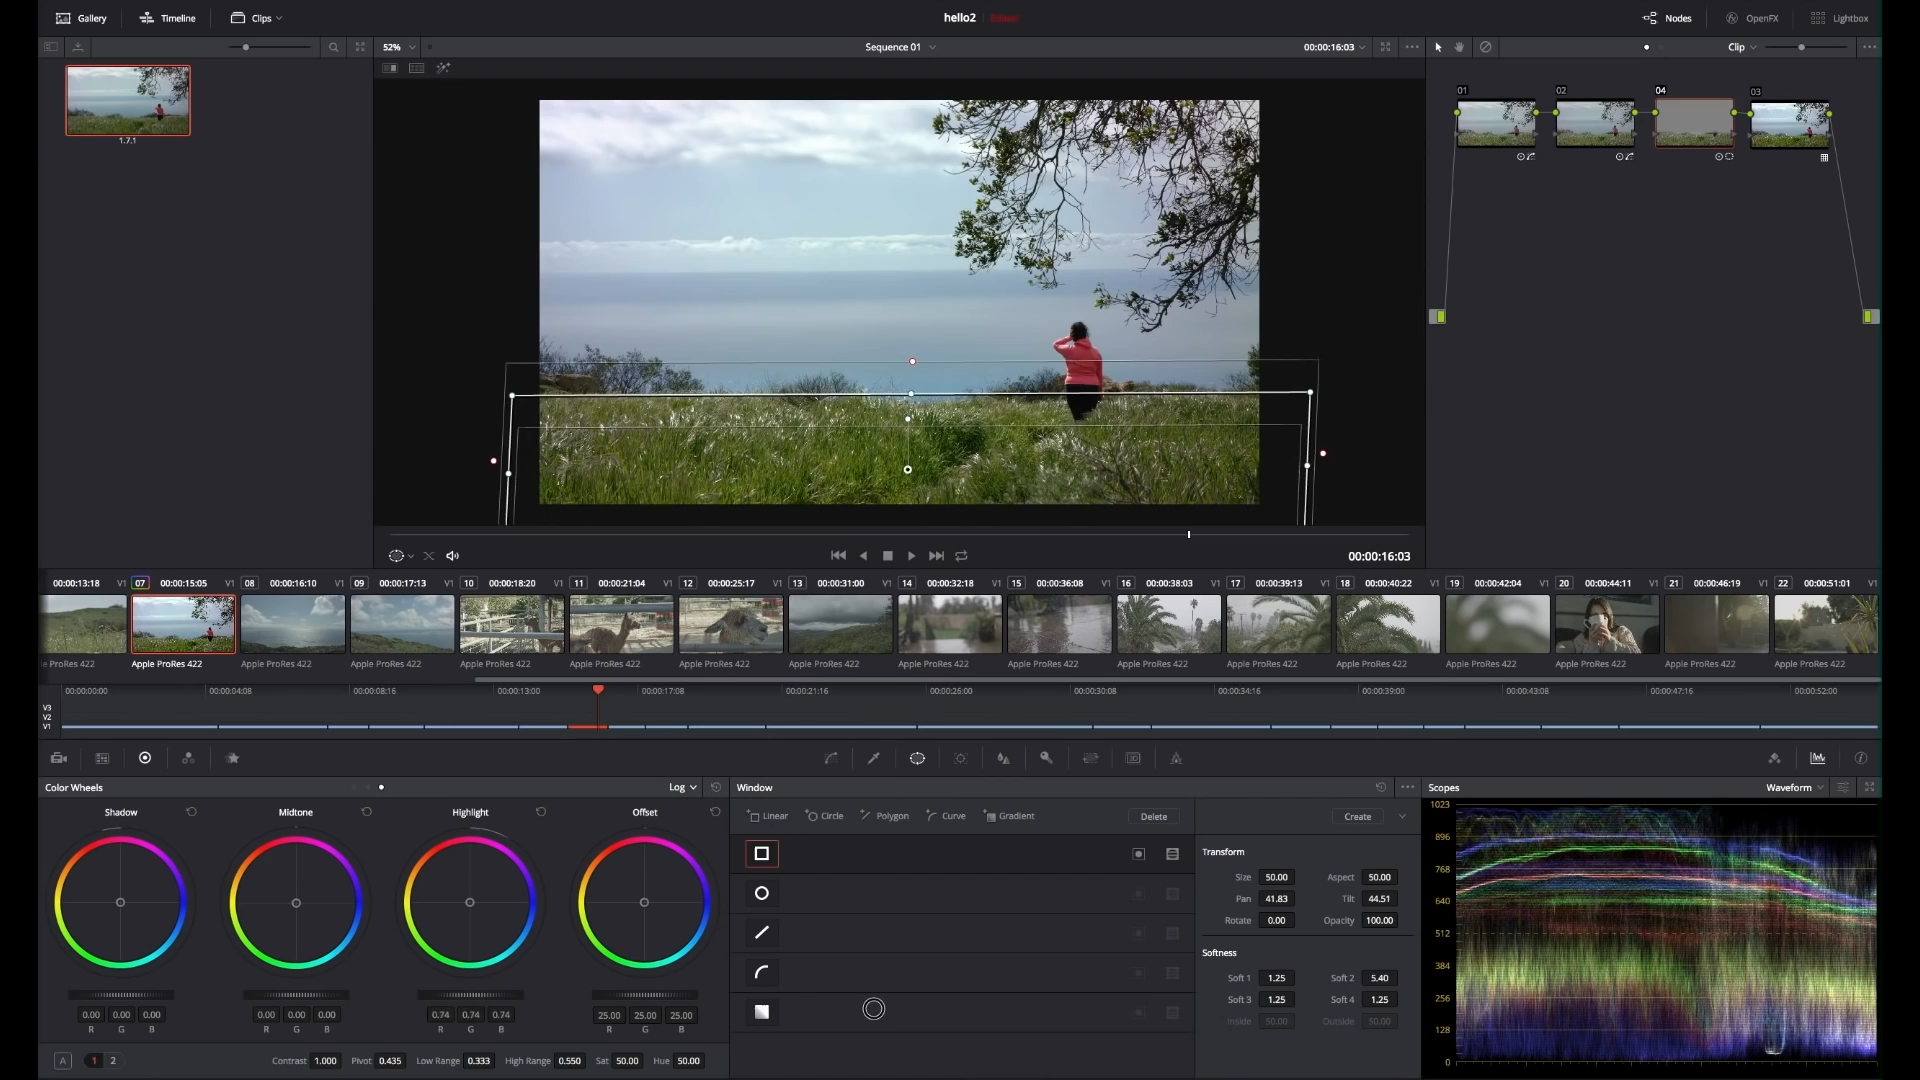 Gallery Timeline Clips hello2 Edited Nodes OpenFX Lightbox
52% Sequence 01 00:00:16:03 Clip
1.7.1
01 02 04 03
00:00:16:03
00:00:13:18 V1 07 00:00:15:05 V1 08 00:00:16:10 V1 09 00:00:17:13 V1 10 00:00:18:20 V1 11 00:00:21:04 V1 12 00:00:25:17 V1 13 00:00:31:00 V1 14 00:00:32:18 V1 15 00:00:36:08 V1 16 00:00:38:03 V1 17 00:00:39:13 V1 18 00:00:40:22 V1 19 00:00:42:04 V1 20 00:00:44:11 V1 21 00:00:46:19 V1 22 00:00:51:01 V1
e ProRes 422 Apple ProRes 422 Apple ProRes 422 Apple ProRes 422 Apple ProRes 422 Apple ProRes 422 Apple ProRes 422 Apple ProRes 422 Apple ProRes 422 Apple ProRes 422 Apple ProRes 422 Apple ProRes 422 Apple ProRes 422 Apple ProRes 422 Apple ProRes 422 Apple ProRes 422 Apple ProRes 422
00:00:00:00 00:00:04:08 00:00:08:16 00:00:13:00 00:00:17:08 00:00:21:16 00:00:26:00 00:00:30:08 00:00:34:16 00:00:39:00 00:00:43:08 00:00:47:16 00:00:52:00
V3
V2
V1
3D
Color Wheels Log
Shadow Midtone Highlight Offset
0.00 0.00 0.00 0.00 0.00 0.00 0.74 0.74 0.74 25.00 25.00 25.00
R G B R G B R G B R G B
A 1 2 Contrast 1.000 Pivot 0.435 Low Range 0.333 High Range 0.550 Sat 50.00 Hue 50.00
Window
Linear Circle Polygon Curve Gradient Delete Create
Transform
Size 50.00 Aspect 50.00
Pan 41.83 Tilt 44.51
Rotate 0.00 Opacity 100.00
Softness
Soft 1 1.25 Soft 2 5.40
Soft 3 1.25 Soft 4 1.25
Inside 50.00 Outside 50.00
Scopes Waveform
1023
896
768
640
512
384
256
128
0